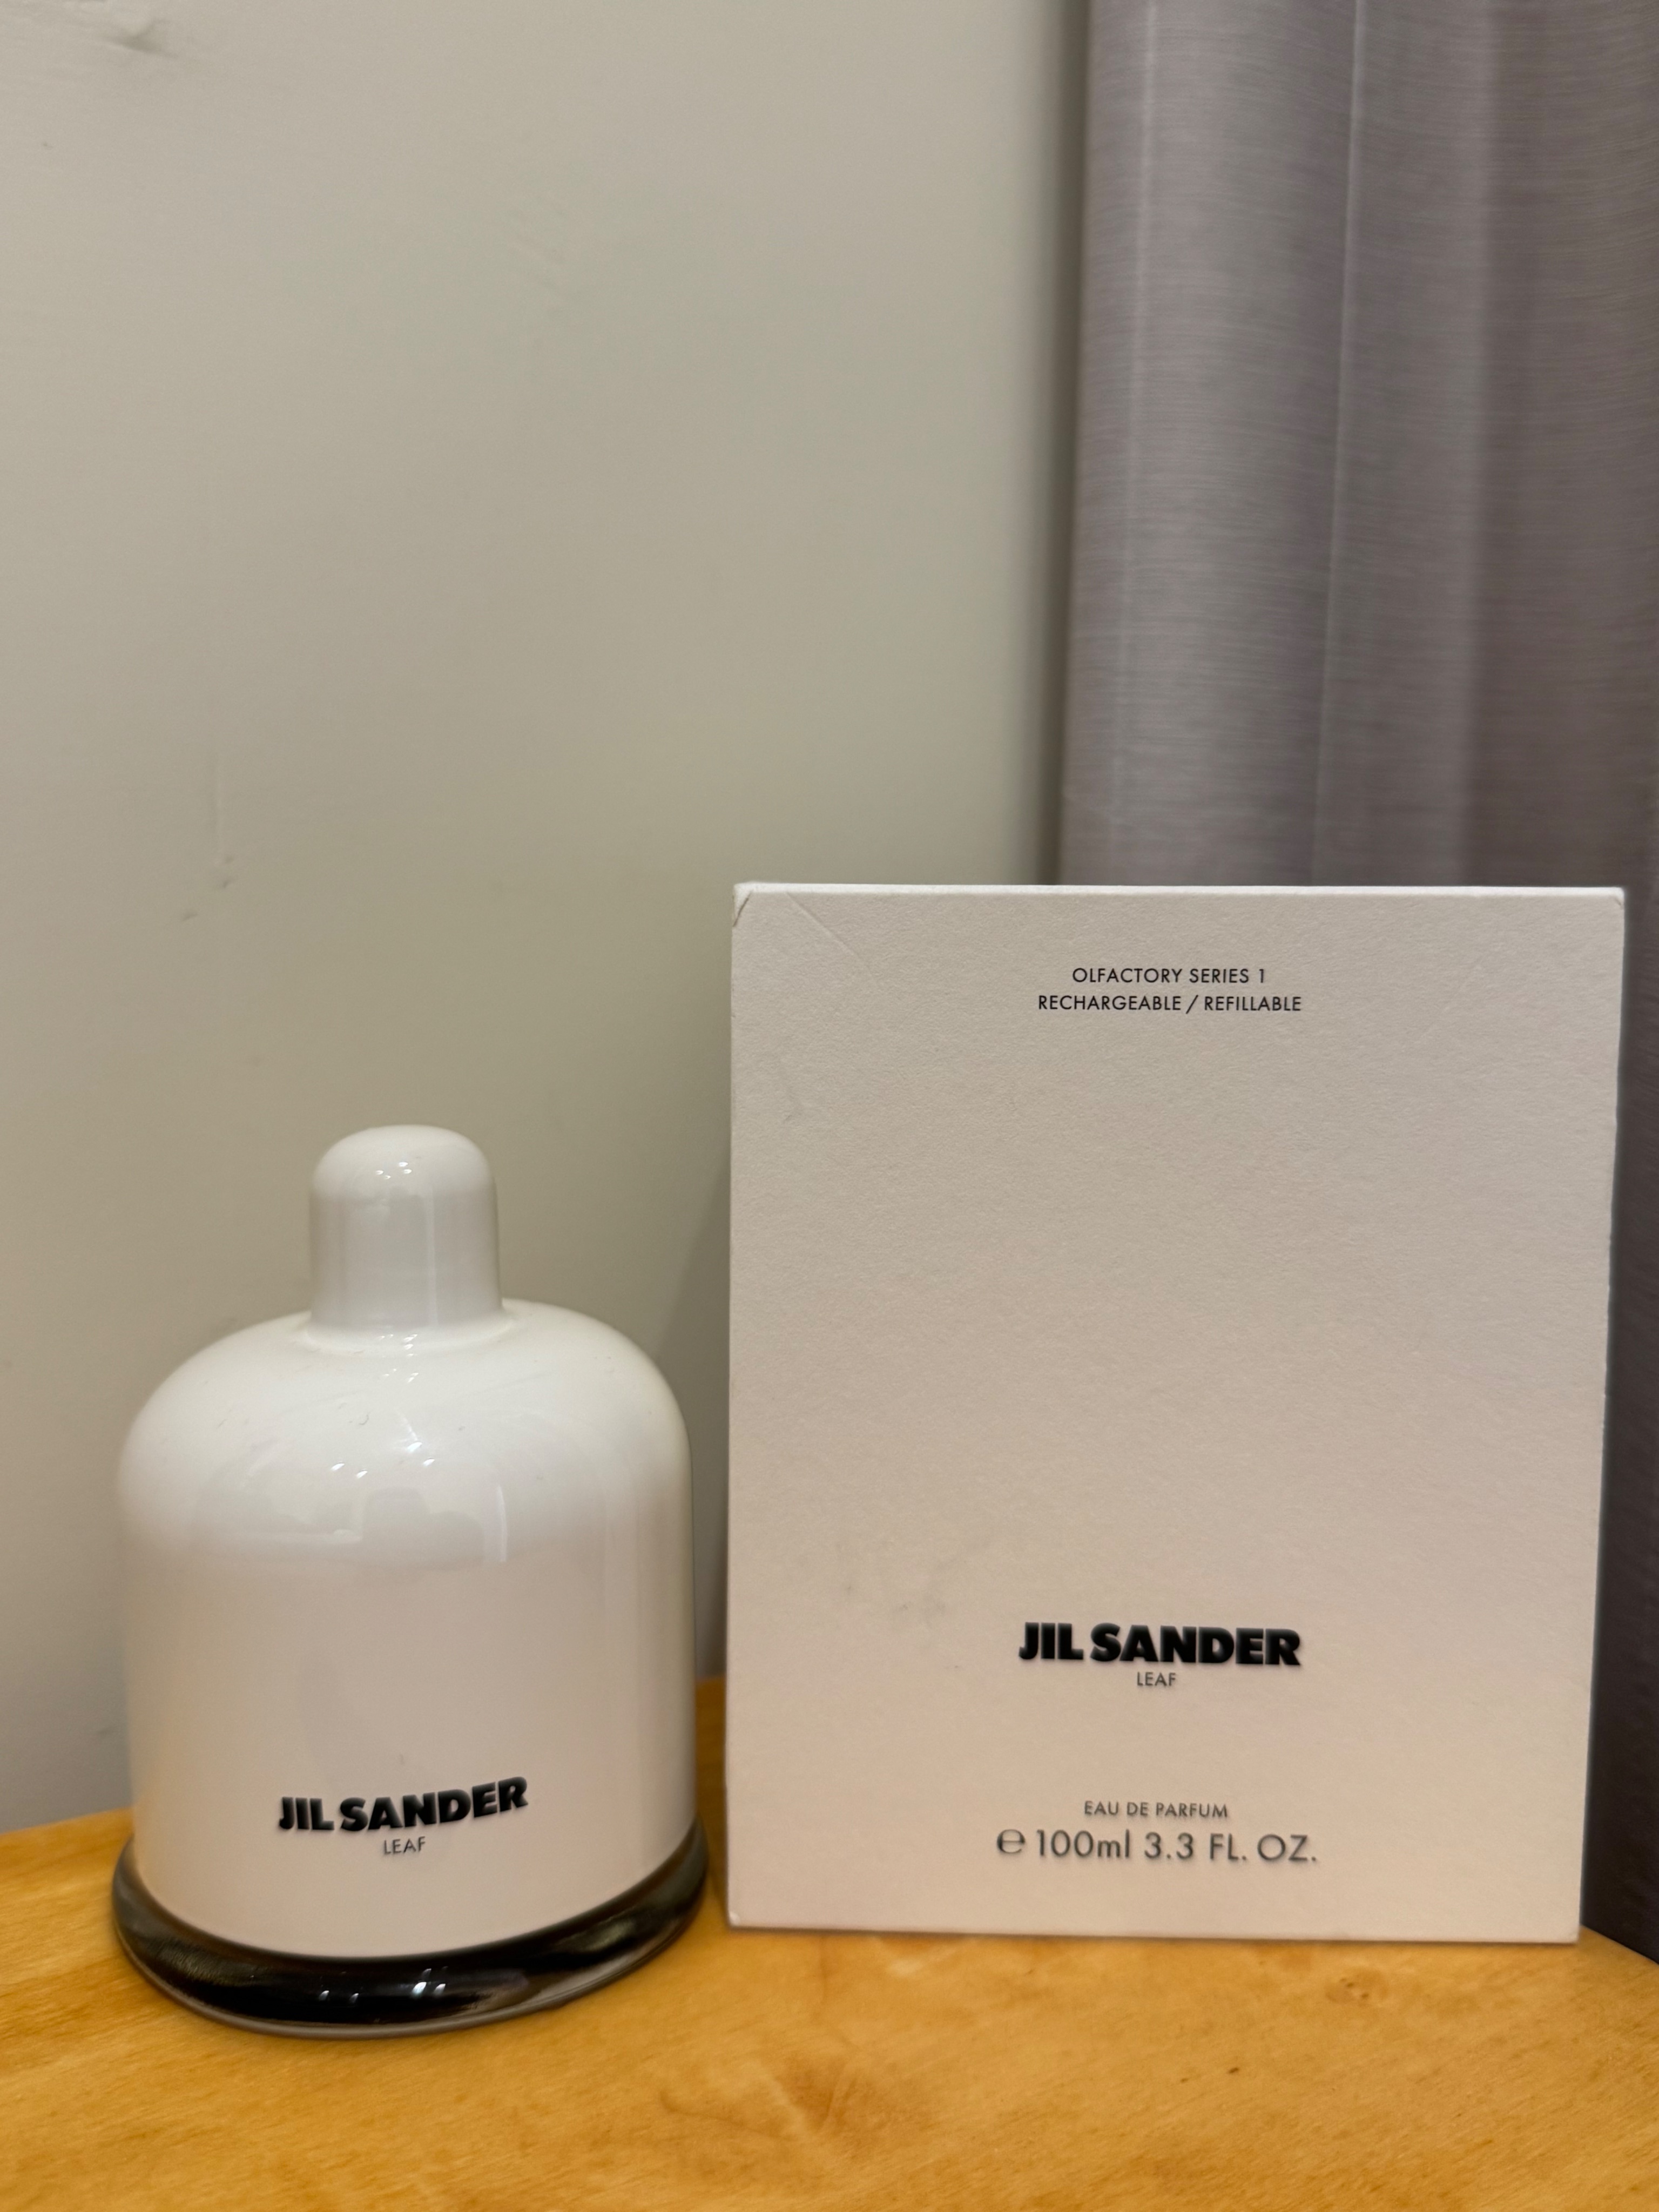 OLFACTORY SERIES 1
RECHARGEABLE / REFILLABLE
JIL SANDER
LEAF
EAU DE PARFUM
℮ 100ml 3.3 FL. OZ.
JIL SANDER
LEAF